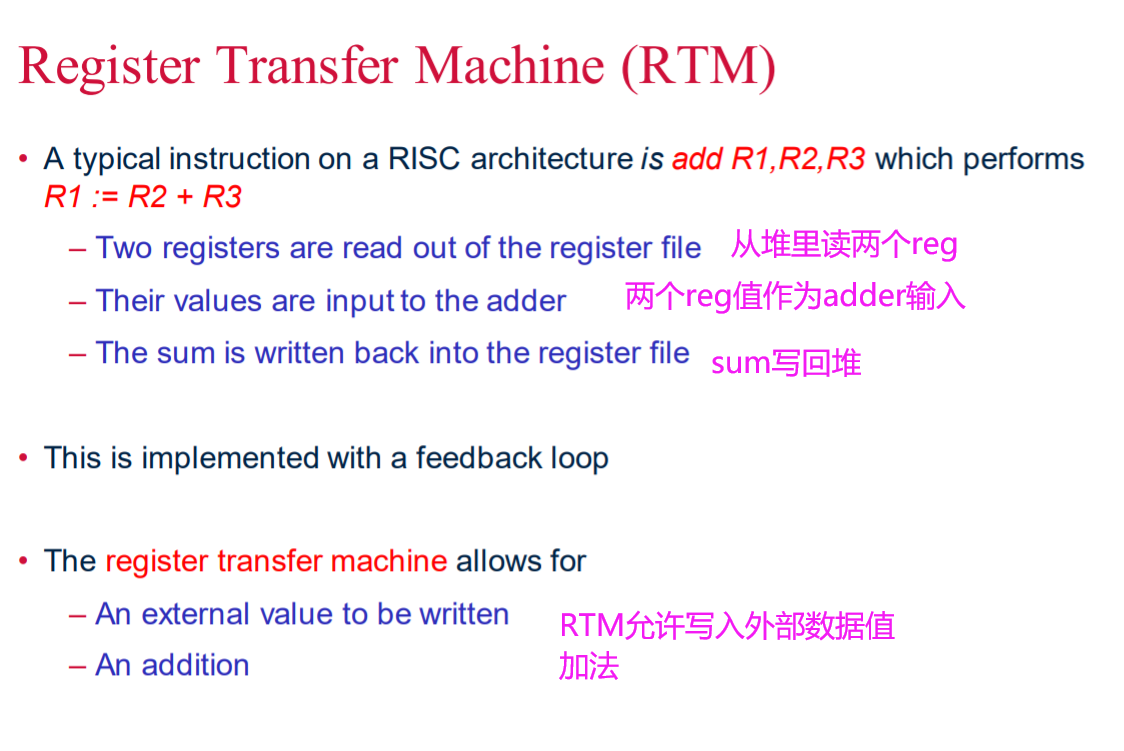 Register Transfer Machine (RTM)
• A typical instruction on a RISC architecture is add R1,R2,R3 which performs
R1 := R2 + R3
– Two registers are read out of the register file 从堆里读两个reg
– Their values are input to the adder 两个reg值作为adder输入
– The sum is written back into the register file sum写回堆
• This is implemented with a feedback loop
• The register transfer machine allows for
– An external value to be written RTM允许写入外部数据值
– An addition 加法